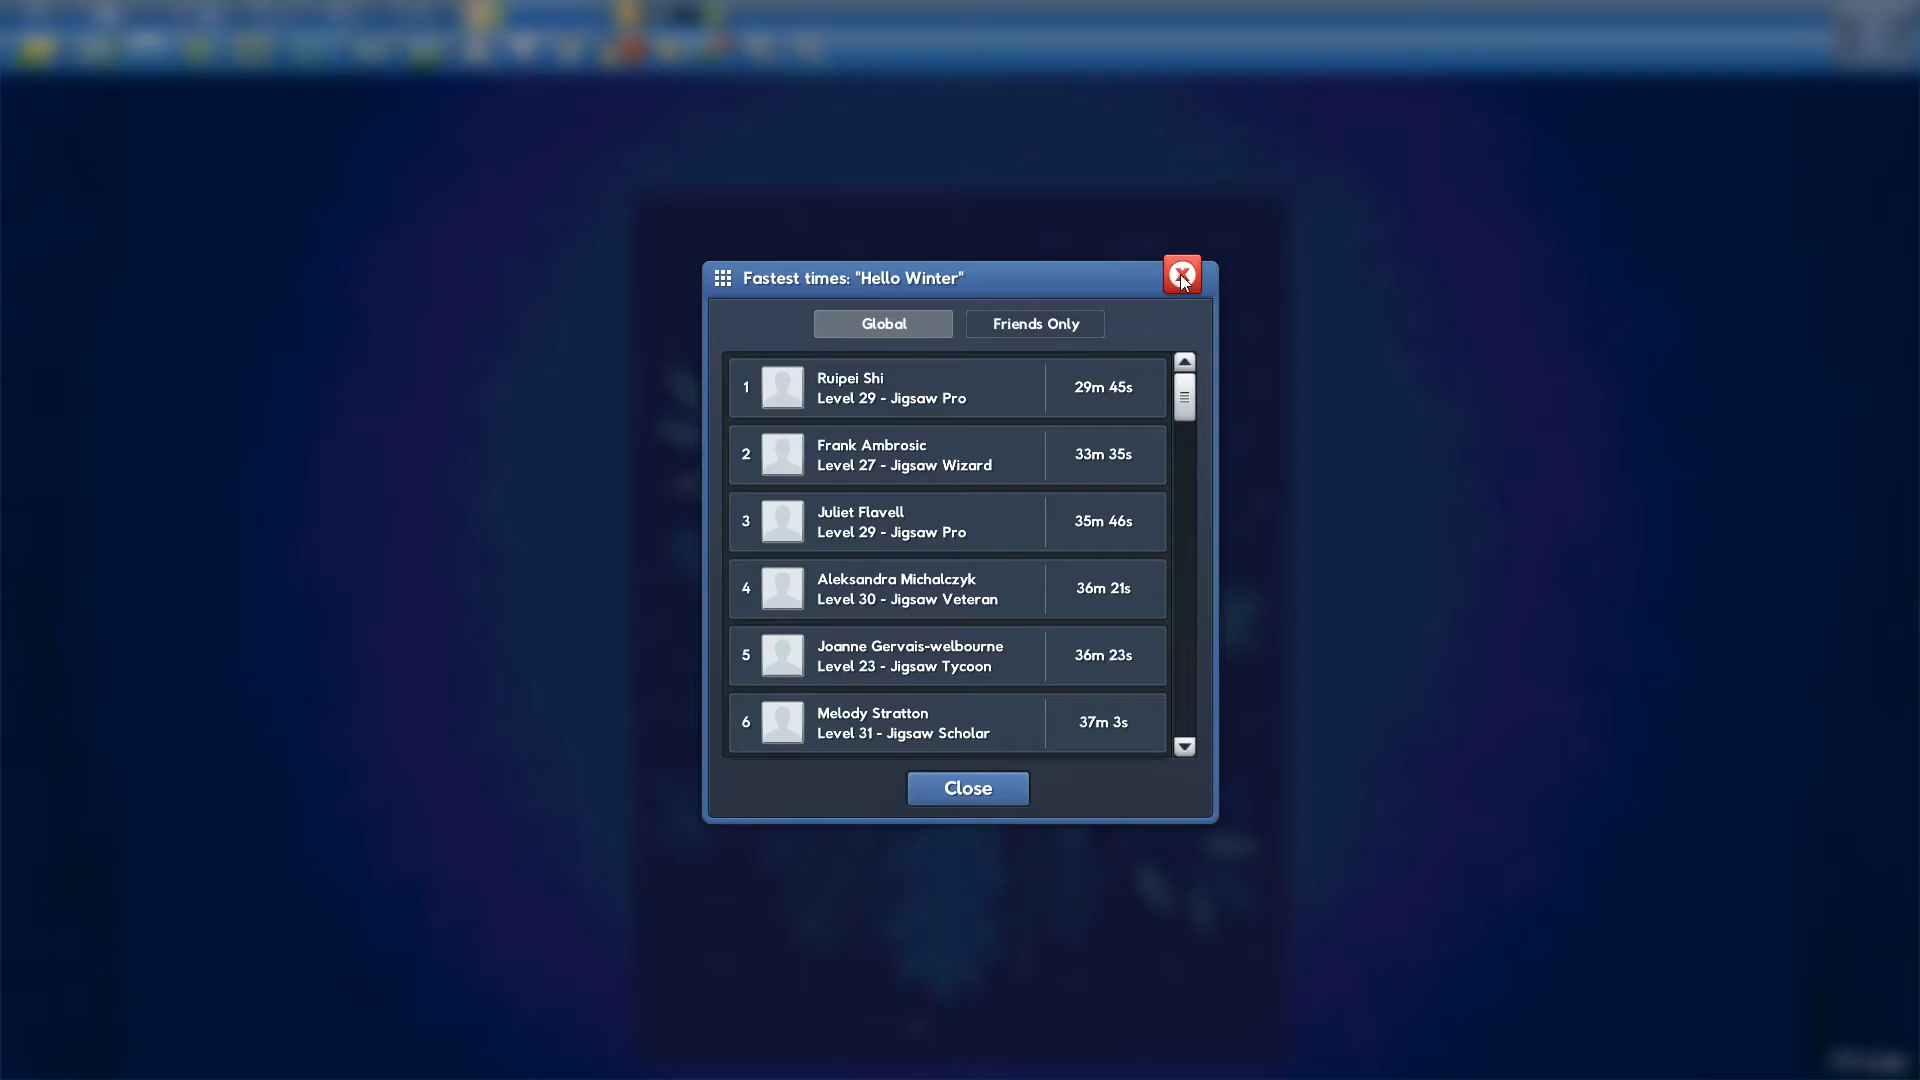 Fastest times: "Hello Winter"
Global
Friends Only
1
Ruipei Shi
Level 29 - Jigsaw Pro
29m 45s
2
Frank Ambrosic
Level 27 - Jigsaw Wizard
33m 35s
3
Juliet Flavell
Level 29 - Jigsaw Pro
35m 46s
4
Aleksandra Michalczyk
Level 30 - Jigsaw Veteran
36m 21s
5
Joanne Gervais-welbourne
Level 23 - Jigsaw Tycoon
36m 23s
6
Melody Stratton
Level 31 - Jigsaw Scholar
37m 3s
Close